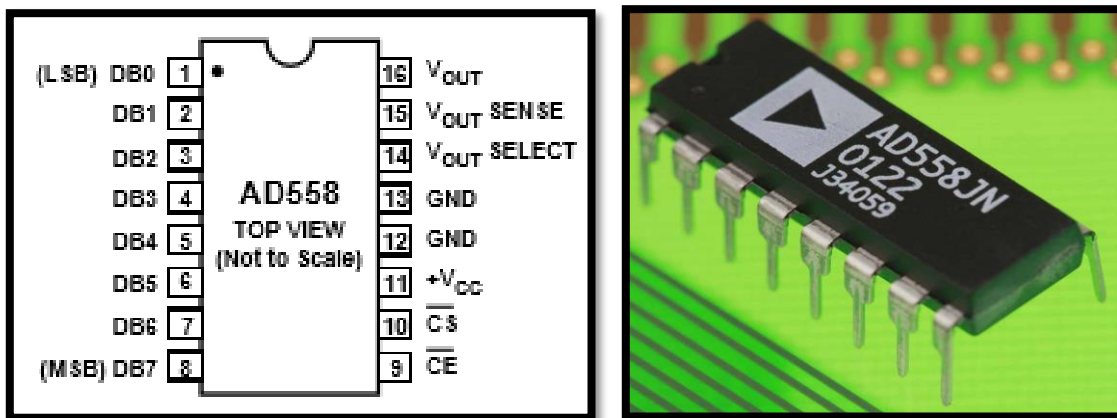 (LSB) DB0 1 16 VOUT
DB1 2 15 VOUT SENSE
DB2 3 14 VOUT SELECT
DB3 4 AD558 13 GND
DB4 5 TOP VIEW 12 GND
(Not to Scale)
DB5 6 11 +VCC
DB6 7 10 C̅S̅
(MSB) DB7 8 9 C̅E̅
AD558JN
0122
J34059